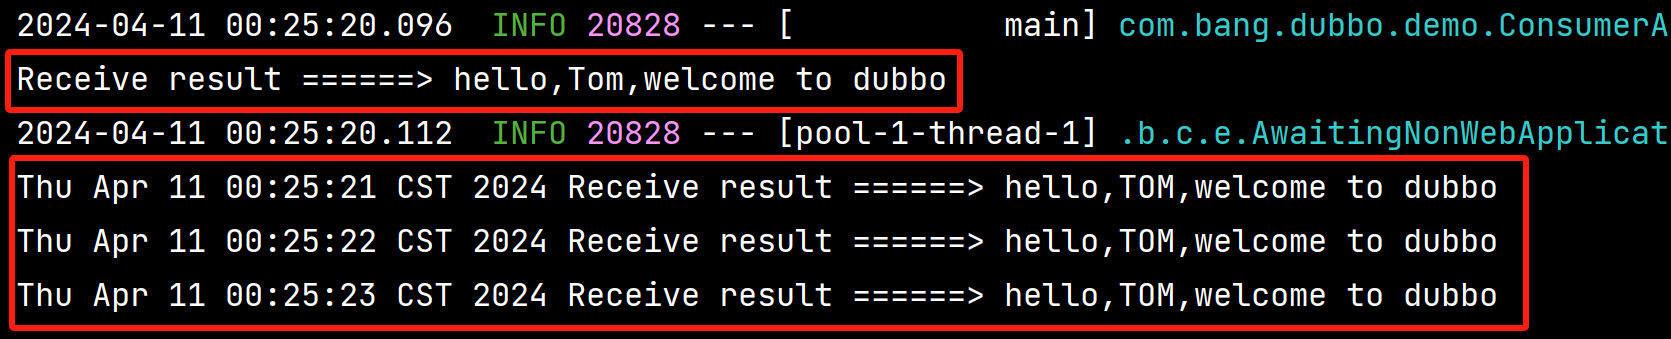 2024-04-11 00:25:20.096  INFO 20828 --- [           main] com.bang.dubbo.demo.ConsumerA
Receive result ======> hello,Tom,welcome to dubbo
2024-04-11 00:25:20.112  INFO 20828 --- [pool-1-thread-1] .b.c.e.AwaitingNonWebApplicat
Thu Apr 11 00:25:21 CST 2024 Receive result ======> hello,TOM,welcome to dubbo
Thu Apr 11 00:25:22 CST 2024 Receive result ======> hello,TOM,welcome to dubbo
Thu Apr 11 00:25:23 CST 2024 Receive result ======> hello,TOM,welcome to dubbo